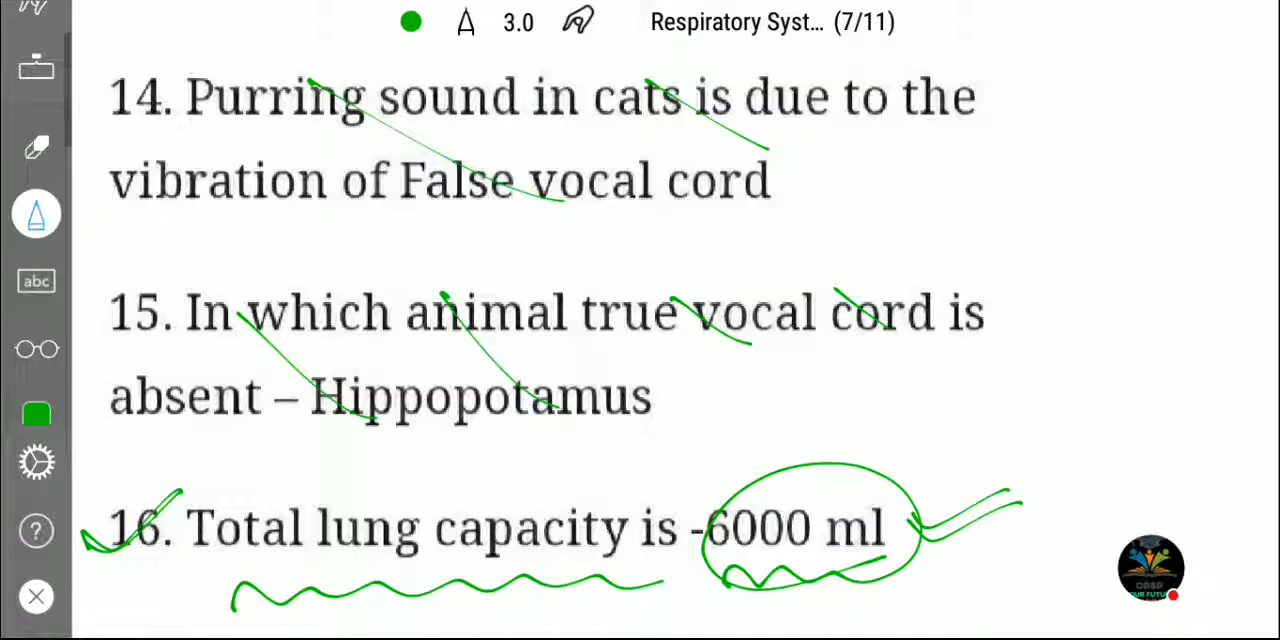 3.0 Respiratory Syst... (7/11)
14. Purring sound in cats is due to the
vibration of False vocal cord
15. In which animal true vocal cord is
absent – Hippopotamus
16. Total lung capacity is -6000 ml
abc
?